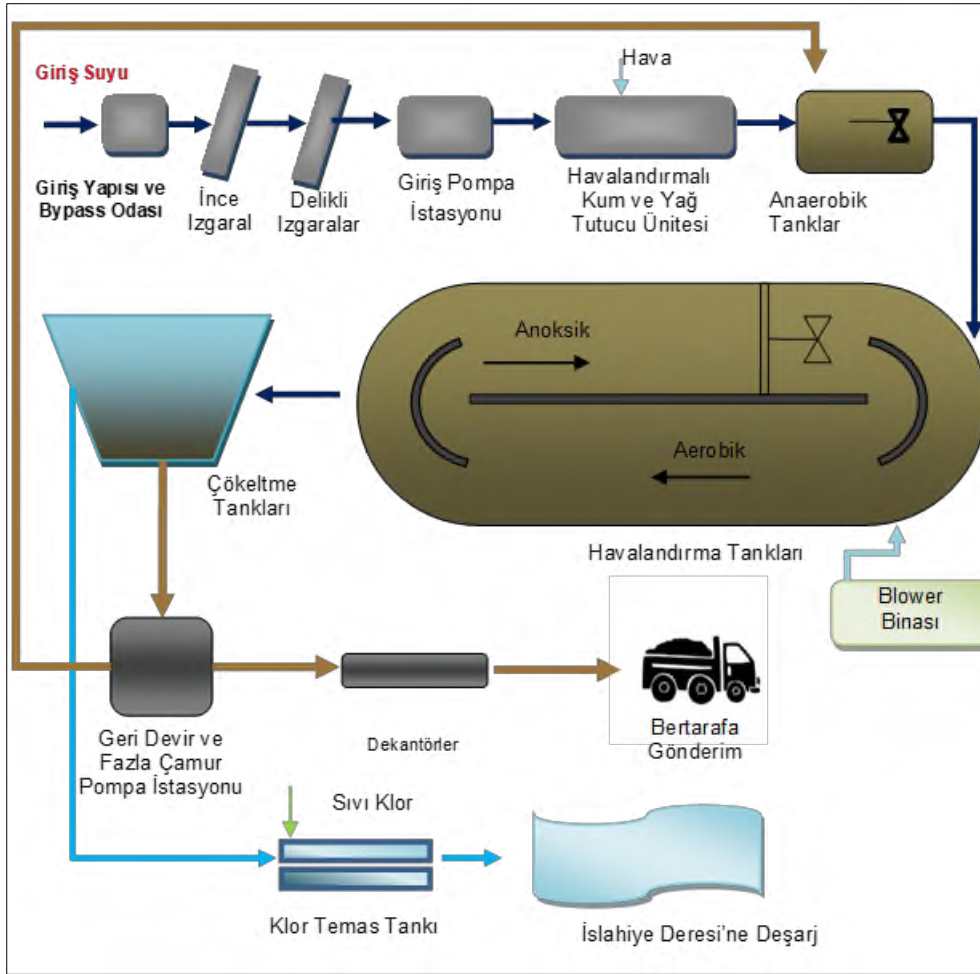 Hava
Giriş Suyu
Giriş Yapısı ve
Bypass Odası
İnce
Izgaral
Delikli
Izgaralar
Giriş Pompa
İstasyonu
Havalandırmalı
Kum ve Yağ
Tutucu Ünitesi
Anaerobik
Tanklar
Anoksik
Aerobik
Çökeltme
Tankları
Havalandırma Tankları
Blower
Binası
Geri Devir ve
Fazla Çamur
Pompa İstasyonu
Dekantörler
Bertarafa
Gönderim
Sıvı Klor
Klor Temas Tankı
İslahiye Deresi'ne Deşarj